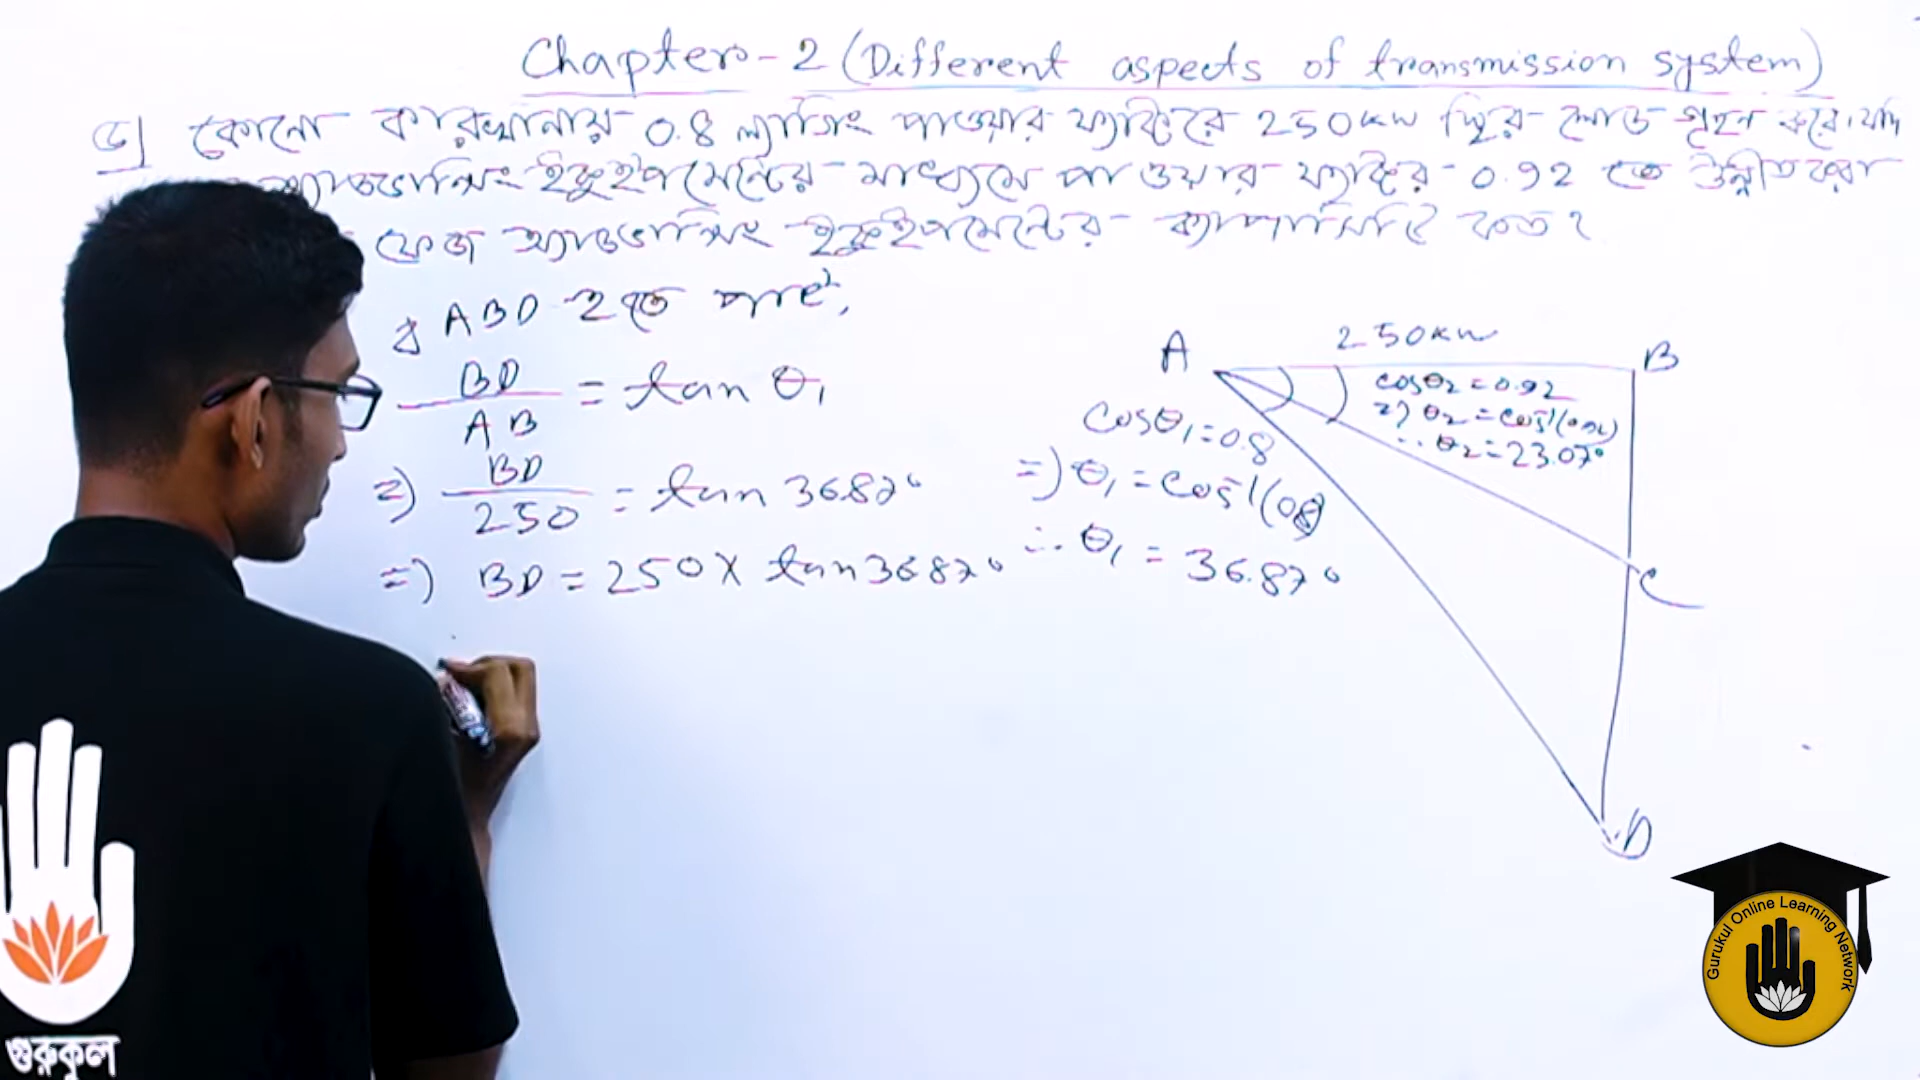 Chapter-2 (Different aspects of transmission system)
৫| কোনো কারখানায় 0.8 ল্যাগিং পাওয়ার ফ্যাক্টরে 250kw স্থির লোড গ্রহন করে। যদি
অ্যাডভান্সিং ইকুইপমেন্টের মাধ্যমে পাওয়ার ফ্যাক্টর 0.92 তে উন্নীত করা
ফেজ অ্যাডভান্সিং ইকুইপমেন্টের ক্যাপাসিটি কত?
ABD হতে পাই,
BD/AB = tan θ₁
=> BD/250 = tan 36.87°
=> BD = 250 X tan 36.87°
A
250kw
B
cosθ₂ = 0.92
=> θ₂ = cos⁻¹(0.92)
∴ θ₂ = 23.07°
Cosθ₁ = 0.8
=> θ₁ = cos⁻¹(0.8)
∴ θ₁ = 36.87°
C
D
গুরুকুল
Gurukul Online Learning Network